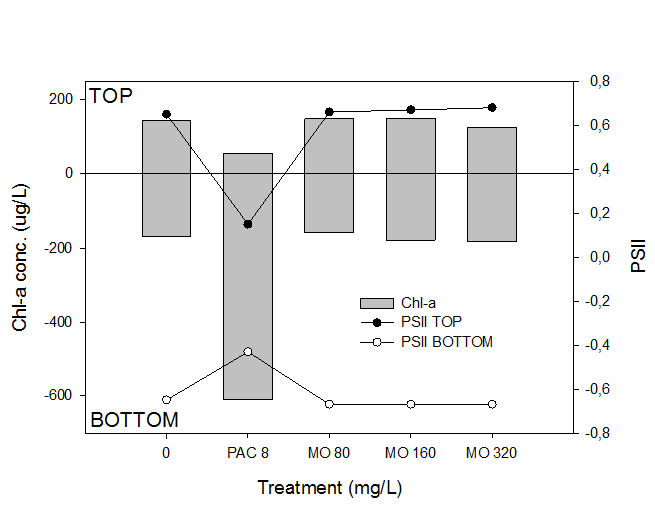 TOP
200
0
-200
-400
-600
BOTTOM
Chl-a conc. (ug/L)
0,8
0,6
0,4
0,2
0,0
-0,2
-0,4
-0,6
-0,8
PSII
Chl-a
PSII TOP
PSII BOTTOM
0 PAC 8 MO 80 MO 160 MO 320
Treatment (mg/L)